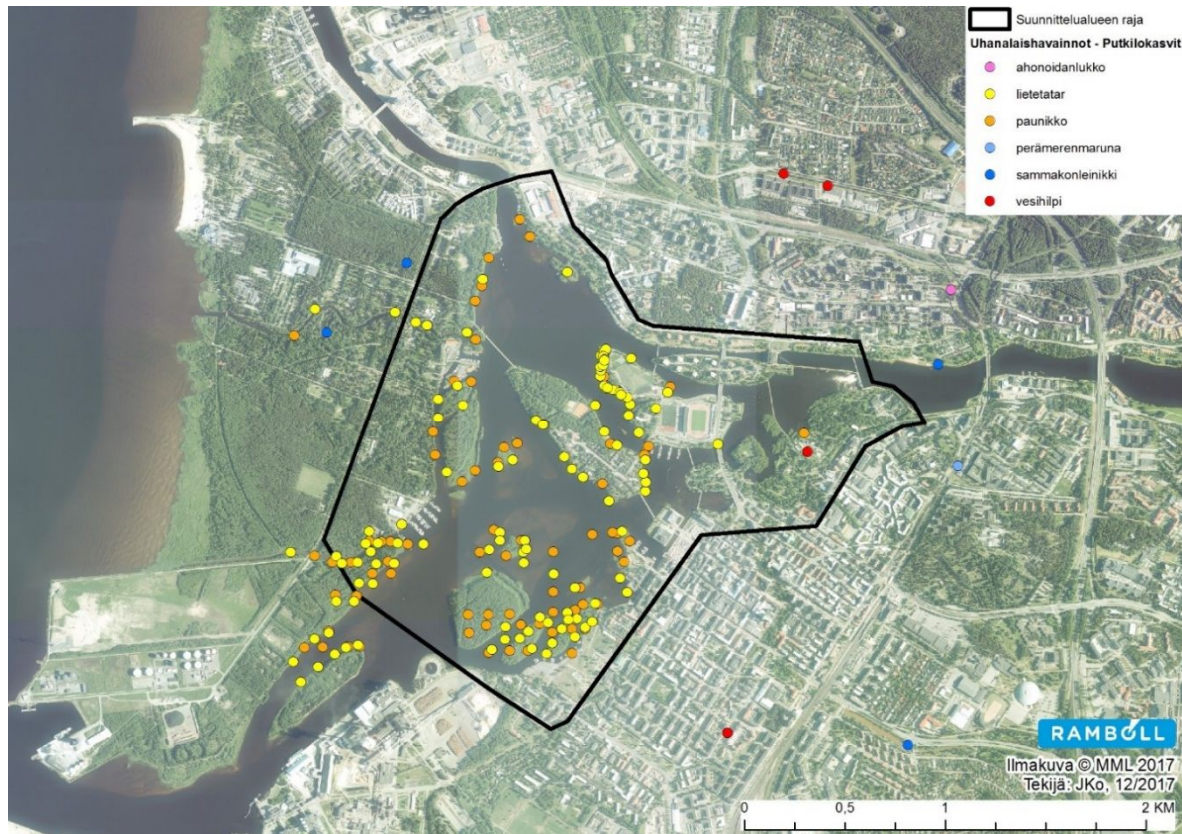 Suunnittelualueen raja
Uhanalaishavainnot - Putkilokasvit
ahonoidanlukko
lietetatar
paunikko
perämerenmaruna
sammakonleinikki
vesihilpi
RAMBOLL
Ilmakuva © MML 2017
Tekijä: JKo, 12/2017
0 0,5 1 2 KM